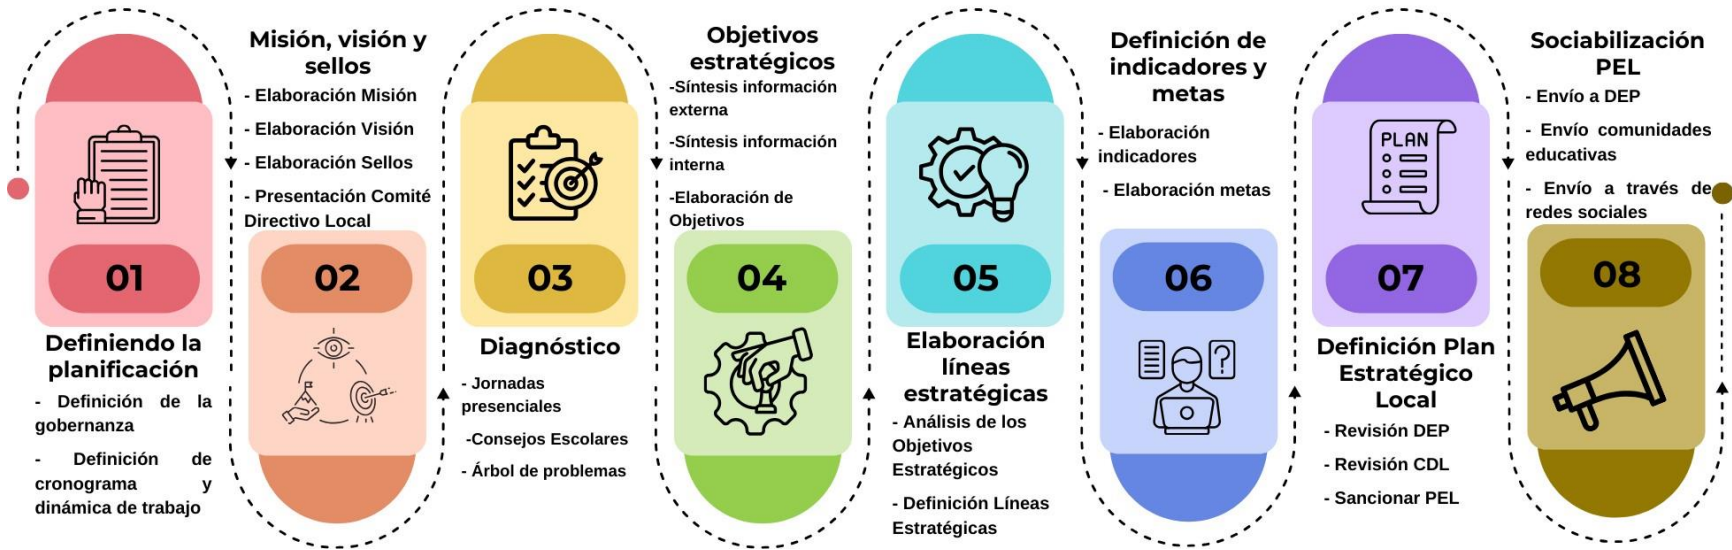 01
Definiendo la
planificación
- Definición de la
gobernanza
- Definición de
cronograma y
dinámica de trabajo
Misión, visión y
sellos
- Elaboración Misión
- Elaboración Visión
- Elaboración Sellos
- Presentación Comité
Directivo Local
02
03
Diagnóstico
- Jornadas
presenciales
-Consejos Escolares
- Árbol de problemas
Objetivos
estratégicos
-Síntesis información
externa
-Síntesis información
interna
-Elaboración de
Objetivos
04
05
Elaboración
líneas
estratégicas
- Análisis de los
Objetivos
Estratégicos
- Definición Líneas
Estratégicas
Definición de
indicadores y
metas
- Elaboración
indicadores
- Elaboración metas
06
?
PLAN
07
Definición Plan
Estratégico
Local
- Revisión DEP
- Revisión CDL
- Sancionar PEL
Sociabilización
PEL
- Envío a DEP
- Envío comunidades
educativas
- Envío a través de
redes sociales
08